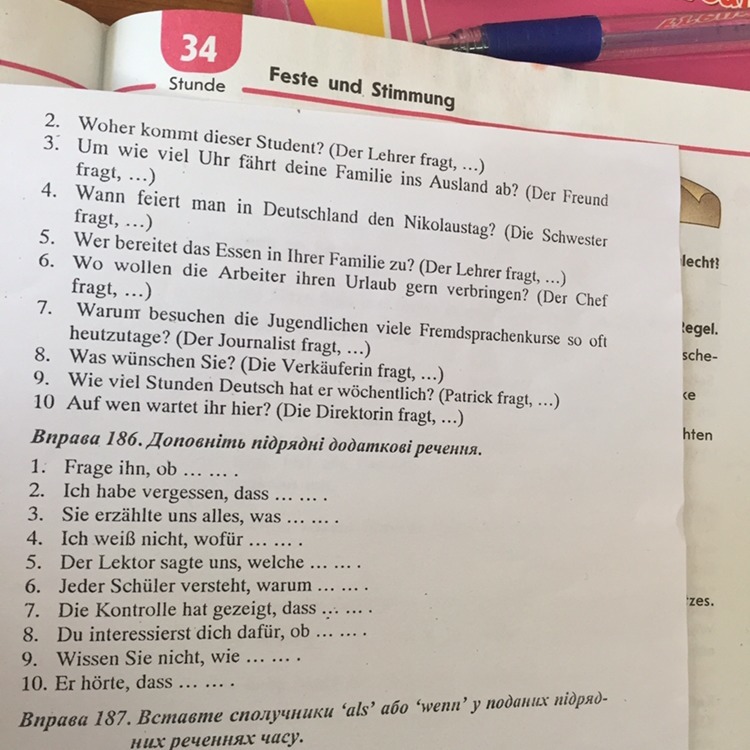 34
Stunde
Feste und Stimmung
2. Woher kommt dieser Student? (Der Lehrer fragt, ...)
3. Um wie viel Uhr fährt deine Familie ins Ausland ab? (Der Freund
fragt, ...)
4. Wann feiert man in Deutschland den Nikolaustag? (Die Schwester
fragt, ...)
5. Wer bereitet das Essen in Ihrer Familie zu? (Der Lehrer fragt, ...)
6. Wo wollen die Arbeiter ihren Urlaub gern verbringen? (Der Chef
fragt, ...)
7. Warum besuchen die Jugendlichen viele Fremdsprachenkurse so oft
heutzutage? (Der Journalist fragt, ...)
8. Was wünschen Sie? (Die Verkäuferin fragt, ...)
9. Wie viel Stunden Deutsch hat er wöchentlich? (Patrick fragt, ...)
10 Auf wen wartet ihr hier? (Die Direktorin fragt, ...)
Вправа 186. Доповніть підрядні додаткові речення.
1. Frage ihn, ob ... ... .
2. Ich habe vergessen, dass ... ... .
3. Sie erzählte uns alles, was ... ... .
4. Ich weiß nicht, wofür ... ... .
5. Der Lektor sagte uns, welche ... ... .
6. Jeder Schüler versteht, warum ... ... .
7. Die Kontrolle hat gezeigt, dass ... ... .
8. Du interessierst dich dafür, ob ... ... .
9. Wissen Sie nicht, wie ... ... .
10. Er hörte, dass ... ... .
Вправа 187. Вставте сполучники ‘als’ або ‘wenn’ у поданих підряд-
них реченнях часу.
lecht!
egel.
sche-
ke
hten
tzes.